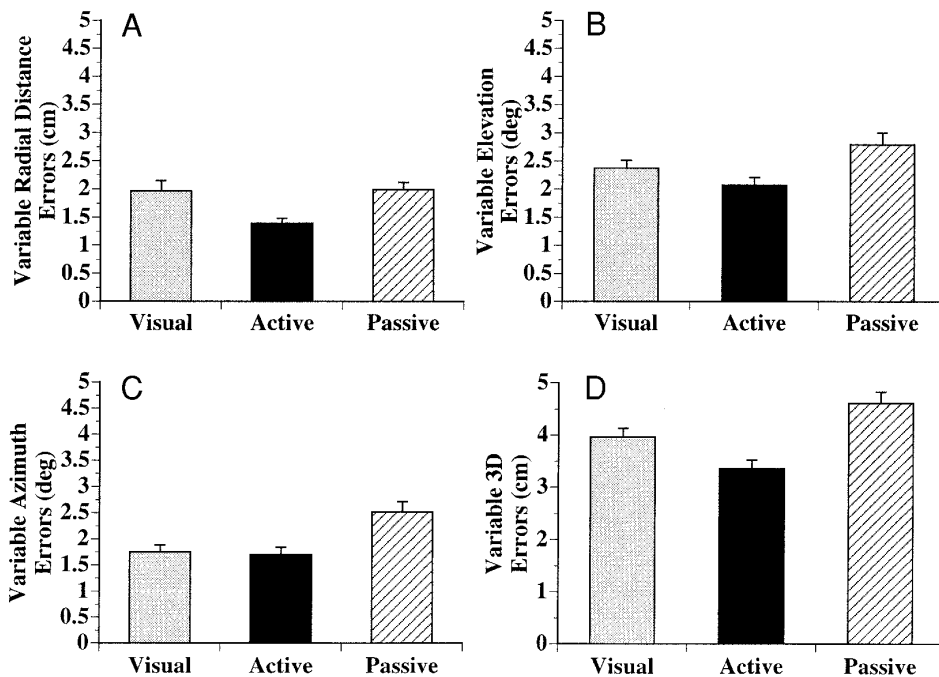 A
Variable Radial Distance
Errors (cm)
5
4.5
4
3.5
3
2.5
2
1.5
1
0.5
0
Visual Active Passive
B
Variable Elevation
Errors (deg)
5
4.5
4
3.5
3
2.5
2
1.5
1
0.5
0
Visual Active Passive
C
Variable Azimuth
Errors (deg)
5
4.5
4
3.5
3
2.5
2
1.5
1
0.5
0
Visual Active Passive
D
Variable 3D
Errors (cm)
5
4
3
2
1
0
Visual Active Passive